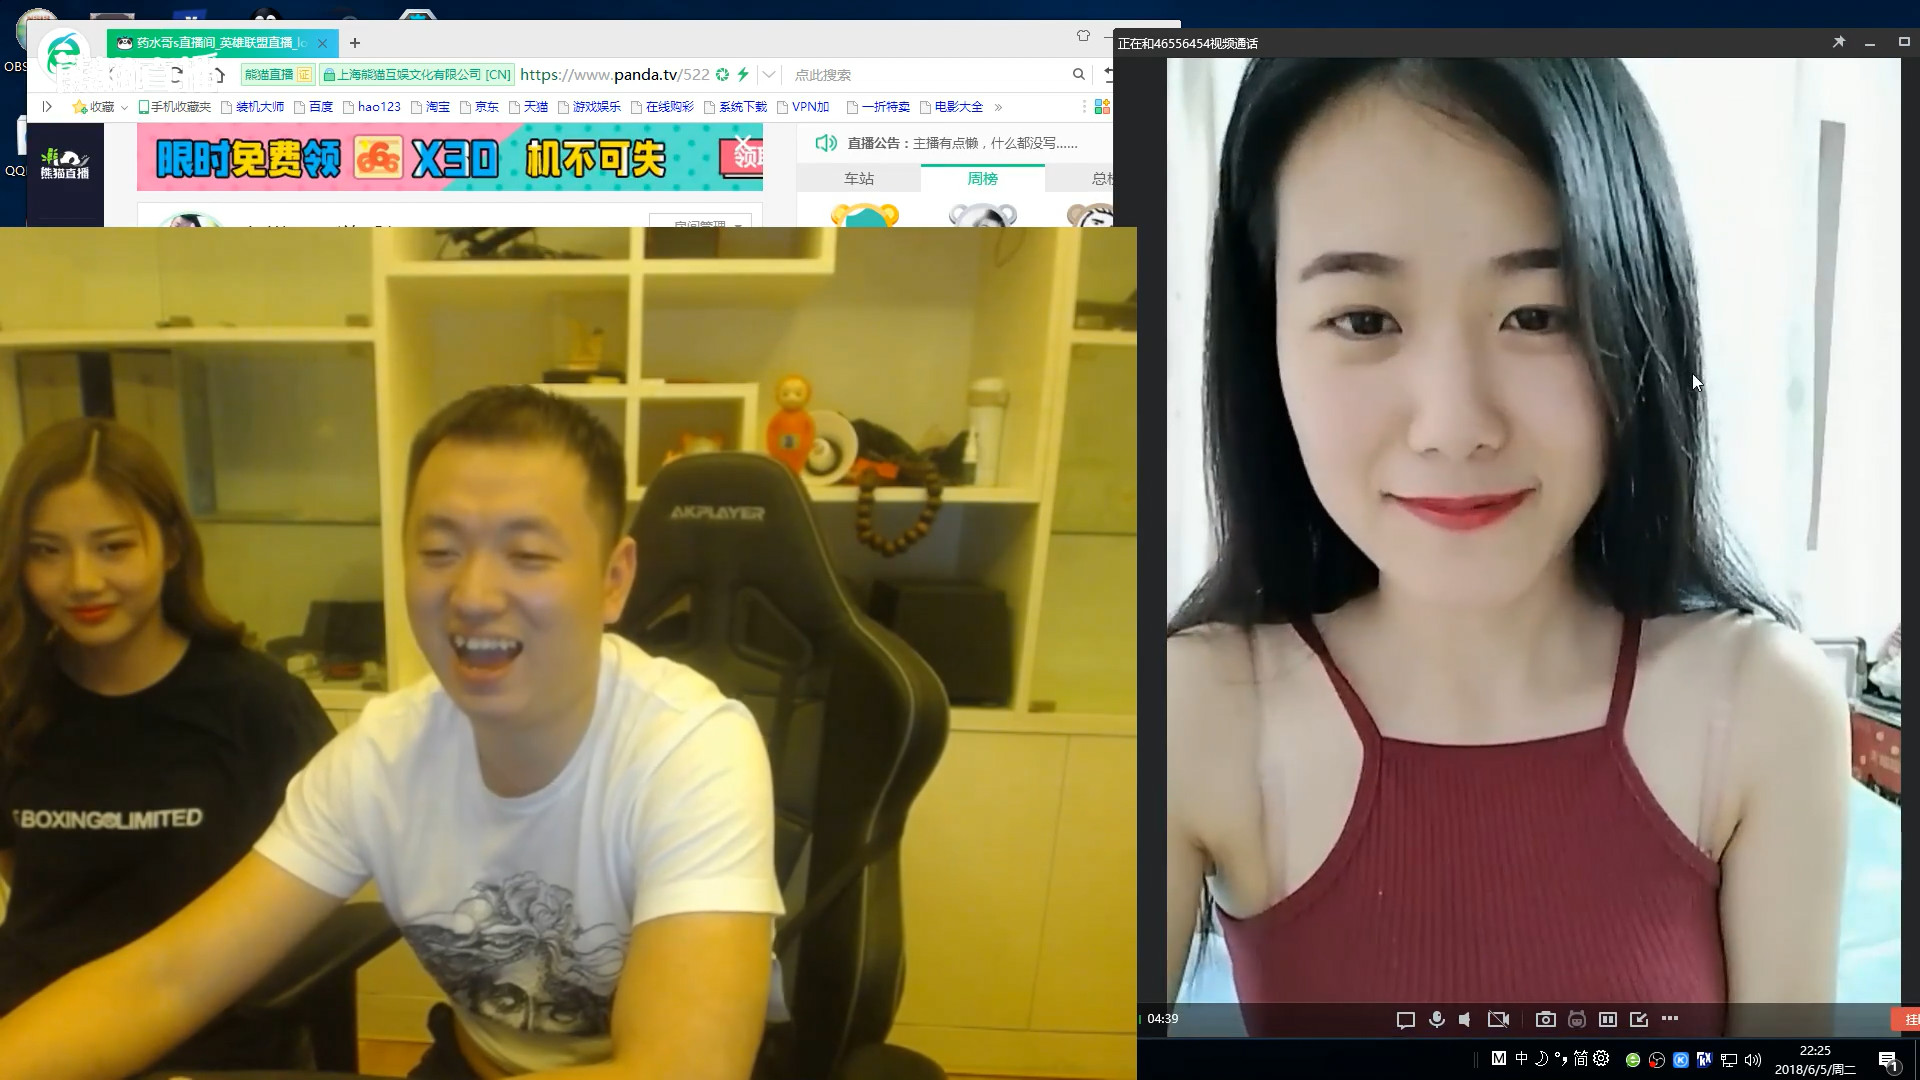 药水哥s直播间_英雄联盟直播_lo
正在和46556454视频通话
OBS
熊猫直播 证 上海熊猫互娱文化有限公司 [CN] https://www.panda.tv/522 点此搜索
收藏 手机收藏夹 装机大师 百度 hao123 淘宝 京东 天猫 游戏娱乐 在线购彩 系统下载 VPN加 一折特卖 电影大全 »
熊猫直播
限时免费领 X30 机不可失 领取
直播公告：主播有点懒，什么都没写......
QQ
车站 周榜 总榜
房间管理
AKPLAYER
BOXING LIMITED
04:39
挂
M 中 简
22:25
2018/6/5/周二
1